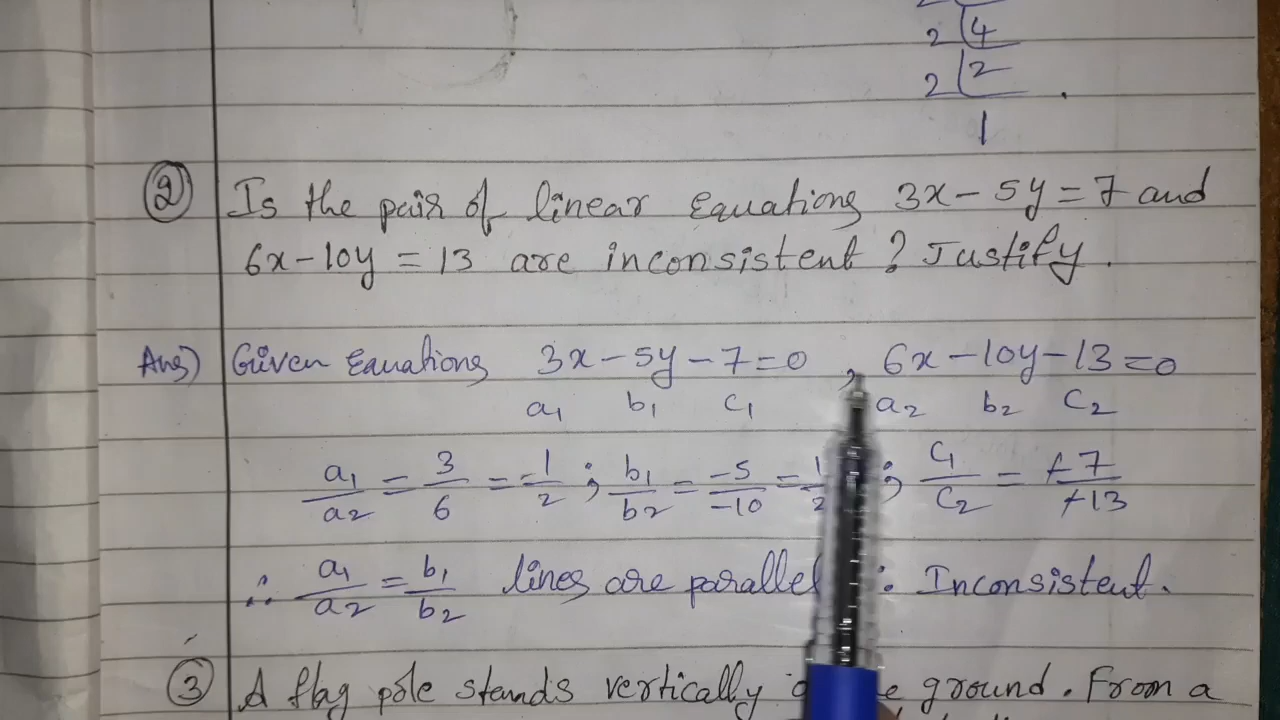 2 4
2 2
1
② Is the pair of linear Equations 3x - 5y = 7 and
6x - 10y = 13 are inconsistent? Justify.
Ans) Given Equations 3x - 5y - 7 = 0 , 6x - 10y - 13 = 0
a₁ b₁ c₁ a₂ b₂ c₂
a₁/a₂ = 3/6 = 1/2 ; b₁/b₂ = -5/-10 = 1/2 ; c₁/c₂ = +7/+13
∴ a₁/a₂ = b₁/b₂ lines are parallel : Inconsistent.
③ A flag pole stands vertically ground. From a